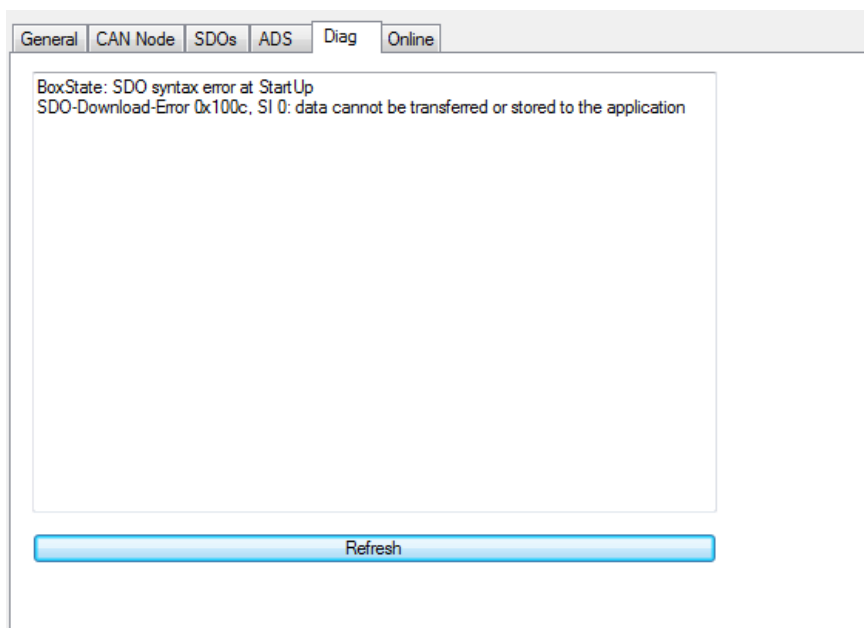 General CAN Node SDOs ADS Diag Online
BoxState: SDO syntax error at StartUp
SDO-Download-Error 0x100c, SI 0: data cannot be transferred or stored to the application
Refresh